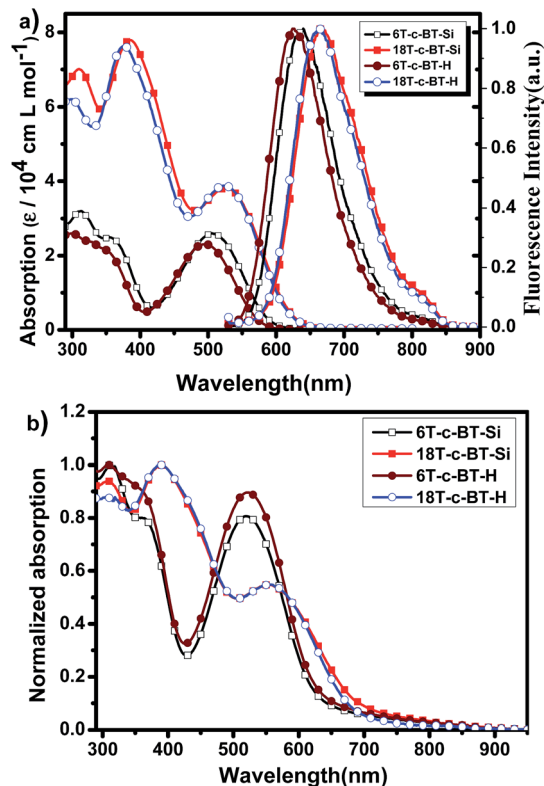 a)
6T-c-BT-Si
18T-c-BT-Si
6T-c-BT-H
18T-c-BT-H
8
6
4
2
0
1.0
0.8
0.6
0.4
0.2
0.0
Absorption (ε / 10⁴ cm L mol⁻¹)
Fluorescence Intensity(a.u.)
300 400 500 600 700 800 900
Wavelength(nm)
b)
6T-c-BT-Si
18T-c-BT-Si
6T-c-BT-H
18T-c-BT-H
1.2
1.0
0.8
0.6
0.4
0.2
0.0
Normalized absorption
300 400 500 600 700 800 900
Wavelength(nm)